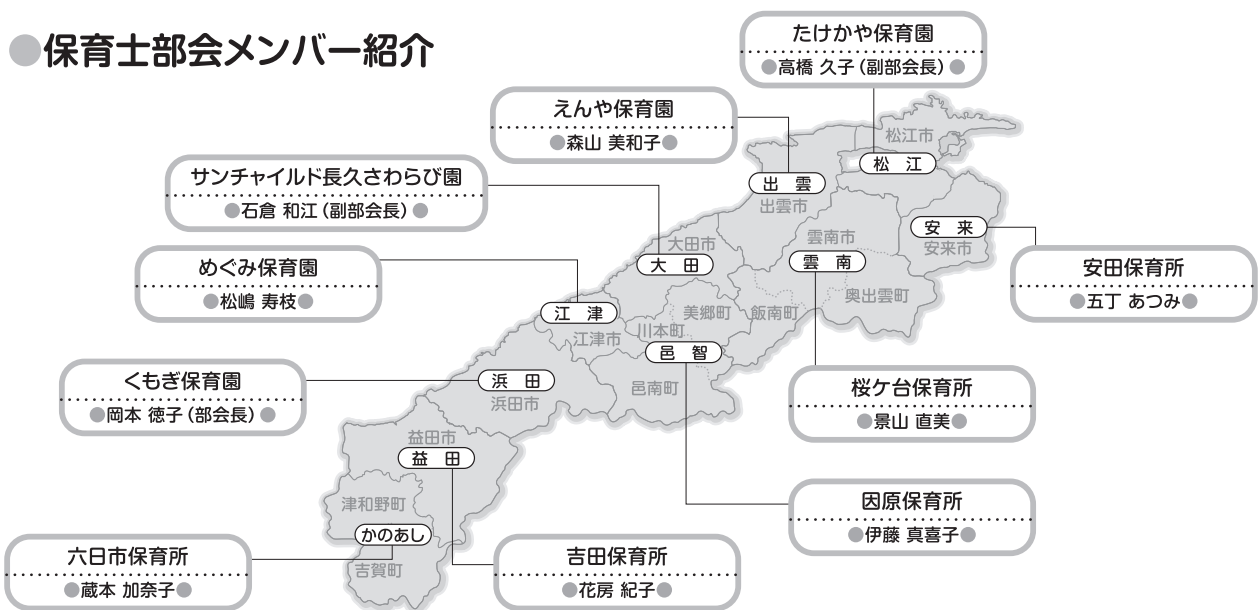 ●保育士部会メンバー紹介
たけかや保育園
●高橋 久子(副部会長)●
えんや保育園
●森山 美和子●
サンチャイルド長久さわらび園
●石倉 和江(副部会長)●
めぐみ保育園
●松嶋 寿枝●
くもぎ保育園
●岡本 徳子(部会長)●
六日市保育所
●蔵本 加奈子●
吉田保育所
●花房 紀子●
因原保育所
●伊藤 真喜子●
桜ケ台保育所
●景山 直美●
安田保育所
●五丁 あつみ●
松江市
松江
出雲
出雲市
安来
安来市
雲南市
雲南
奥出雲町
大田市
大田
飯南町
美郷町
川本町
邑智
邑南町
江津
江津市
浜田
浜田市
益田市
益田
津和野町
かのあし
吉賀町